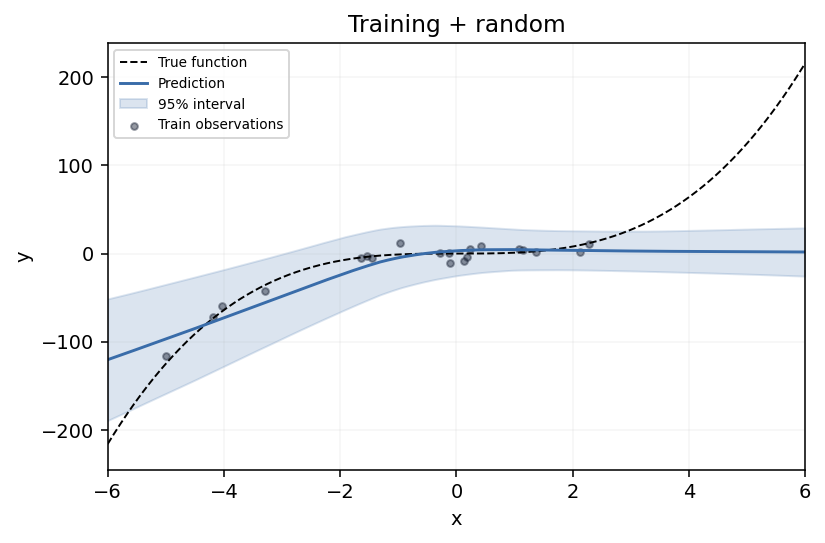 Training + random
True function
Prediction
95% interval
Train observations
200
100
0
−100
−200
y
−6
−4
−2
0
2
4
6
x